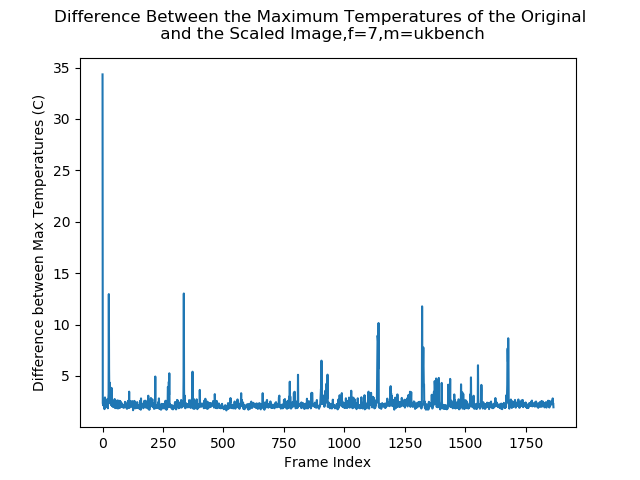 Difference Between the Maximum Temperatures of the Original
and the Scaled Image,f=7,m=ukbench
35
30
25
20
15
10
5
Difference between Max Temperatures (C)
0 250 500 750 1000 1250 1500 1750
Frame Index